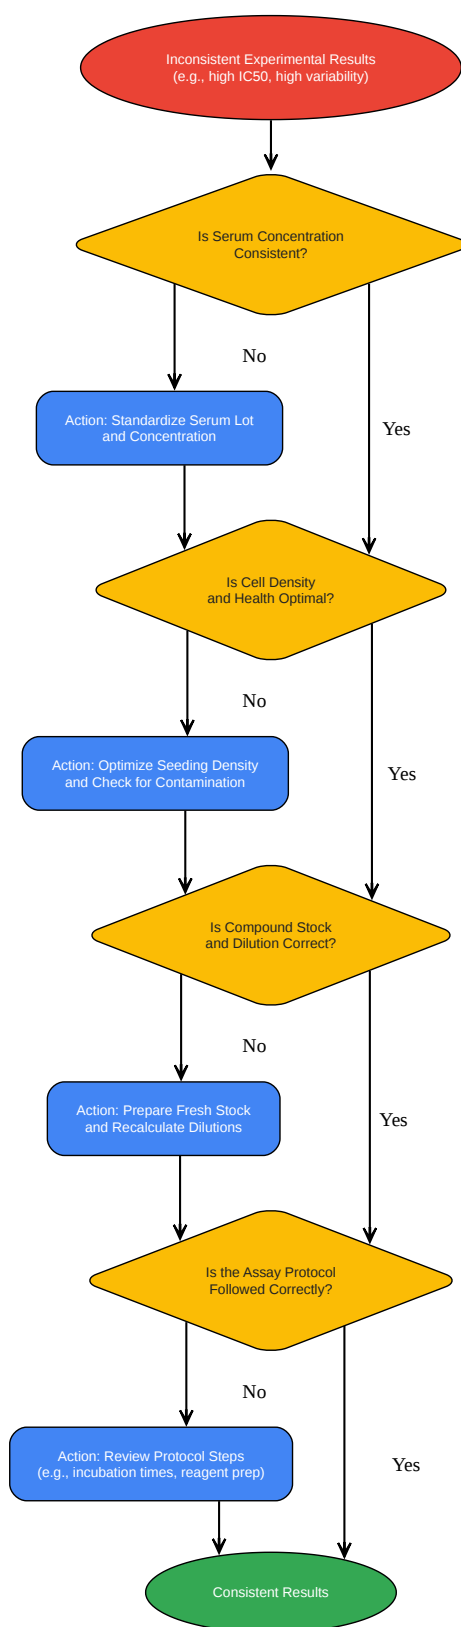 Inconsistent Experimental Results
(e.g., high IC50, high variability)
Is Serum Concentration
Consistent?
No
Action: Standardize Serum Lot
and Concentration
Yes
Is Cell Density
and Health Optimal?
No
Action: Optimize Seeding Density
and Check for Contamination
Yes
Is Compound Stock
and Dilution Correct?
No
Action: Prepare Fresh Stock
and Recalculate Dilutions
Yes
Is the Assay Protocol
Followed Correctly?
No
Action: Review Protocol Steps
(e.g., incubation times, reagent prep)
Yes
Consistent Results